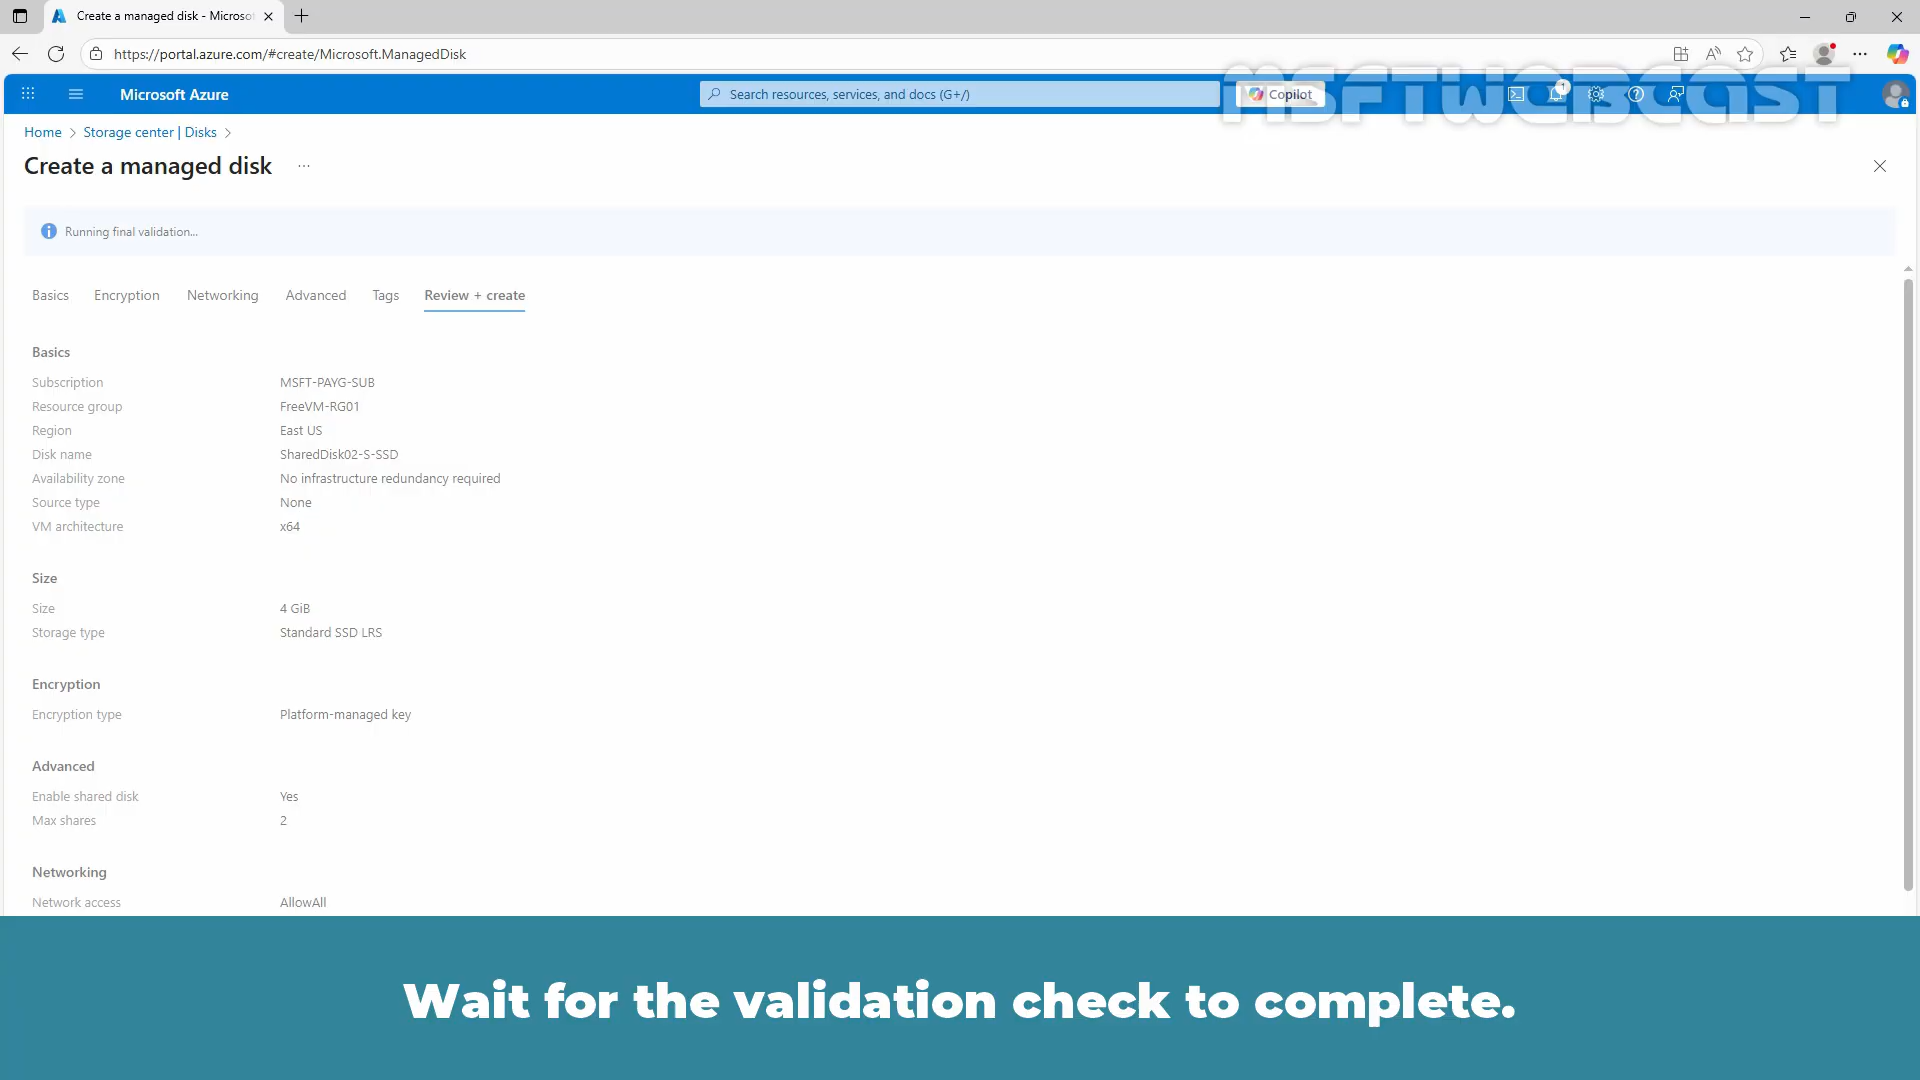 Create a managed disk - Microso
https://portal.azure.com/#create/Microsoft.ManagedDisk
Microsoft Azure
Search resources, services, and docs (G+/)
Copilot
1
MSFTWEBCAST
Home > Storage center | Disks >
Create a managed disk ...
Running final validation...
Basics Encryption Networking Advanced Tags Review + create
Basics
Subscription MSFT-PAYG-SUB
Resource group FreeVM-RG01
Region East US
Disk name SharedDisk02-S-SSD
Availability zone No infrastructure redundancy required
Source type None
VM architecture x64
Size
Size 4 GiB
Storage type Standard SSD LRS
Encryption
Encryption type Platform-managed key
Advanced
Enable shared disk Yes
Max shares 2
Networking
Network access AllowAll
Wait for the validation check to complete.